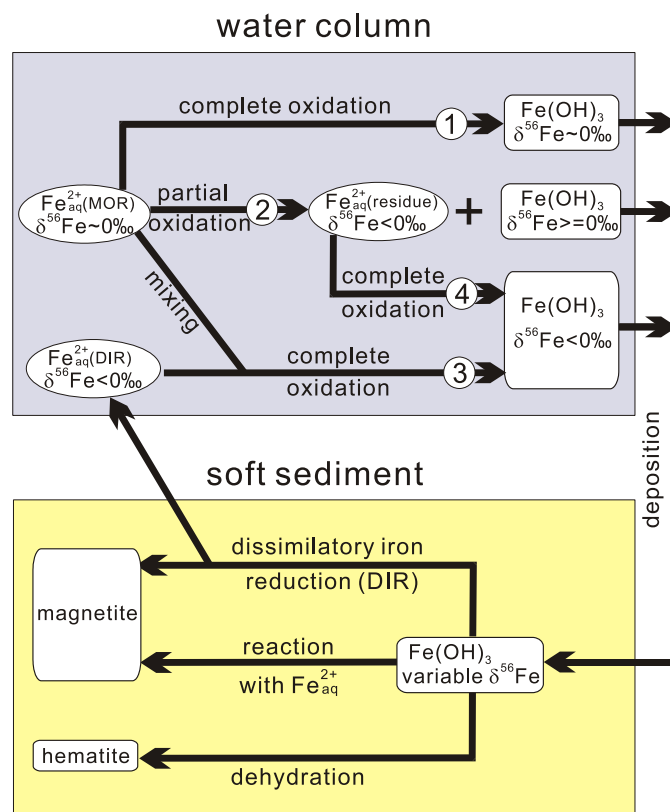 water column
complete oxidation
1
Fe(OH)₃
δ⁵⁶Fe~0‰
Fe²⁺aq(MOR)
δ⁵⁶Fe~0‰
partial
oxidation
2
Fe²⁺aq(residue)
δ⁵⁶Fe<0‰
+
Fe(OH)₃
δ⁵⁶Fe>=0‰
mixing
complete
oxidation
4
Fe(OH)₃
δ⁵⁶Fe<0‰
Fe²⁺aq(DIR)
δ⁵⁶Fe<0‰
complete
oxidation
3
deposition
soft sediment
dissimilatory iron
reduction (DIR)
magnetite
reaction
with Fe²⁺aq
Fe(OH)₃
variable δ⁵⁶Fe
hematite
dehydration